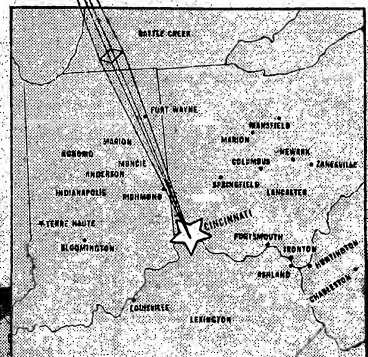 BATTLE CREEK
FORT WAYNE
MANSFIELD
MARION
MARION
KOKOMO
NEWARK
MUNCIE
COLUMBUS
ZANESVILLE
ANDERSON
SPRINGFIELD
INDIANAPOLIS
RICHMOND
LANCASTER
CINCINNATI
TERRE HAUTE
PORTSMOUTH
BLOOMINGTON
IRONTON
HUNTINGTON
ASHLAND
CHARLESTON
LOUISVILLE
LEXINGTON